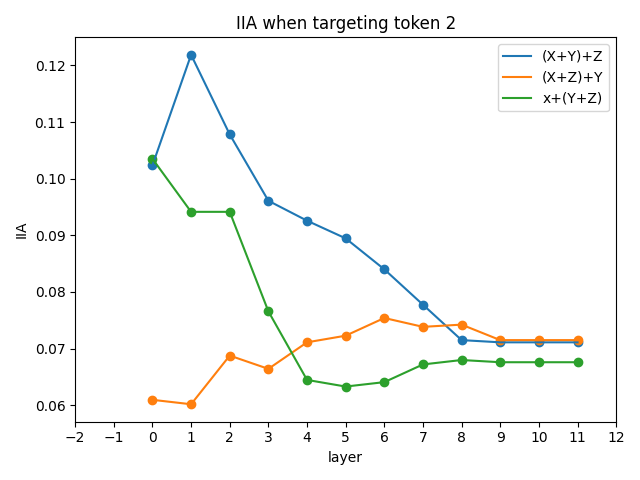 IIA when targeting token 2
(X+Y)+Z
(X+Z)+Y
x+(Y+Z)
0.12
0.11
0.10
0.09
0.08
0.07
0.06
IIA
−2 −1 0 1 2 3 4 5 6 7 8 9 10 11 12
layer